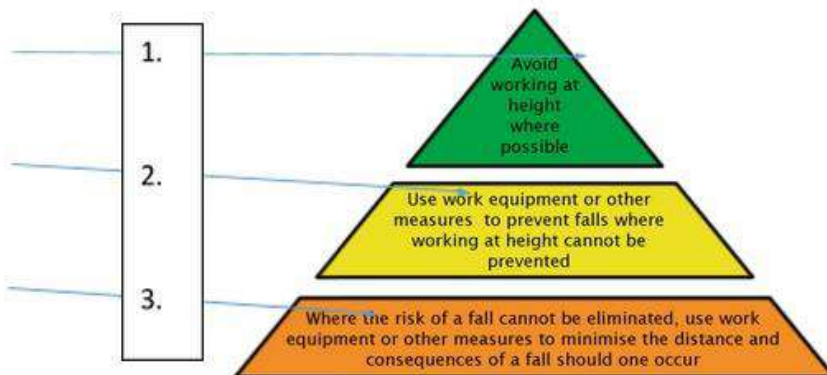 1.
Avoid
working at
height
where
possible
2.
Use work equipment or other
measures to prevent falls where
working at height cannot be
prevented
3.
Where the risk of a fall cannot be eliminated, use work
equipment or other measures to minimise the distance and
consequences of a fall should one occur